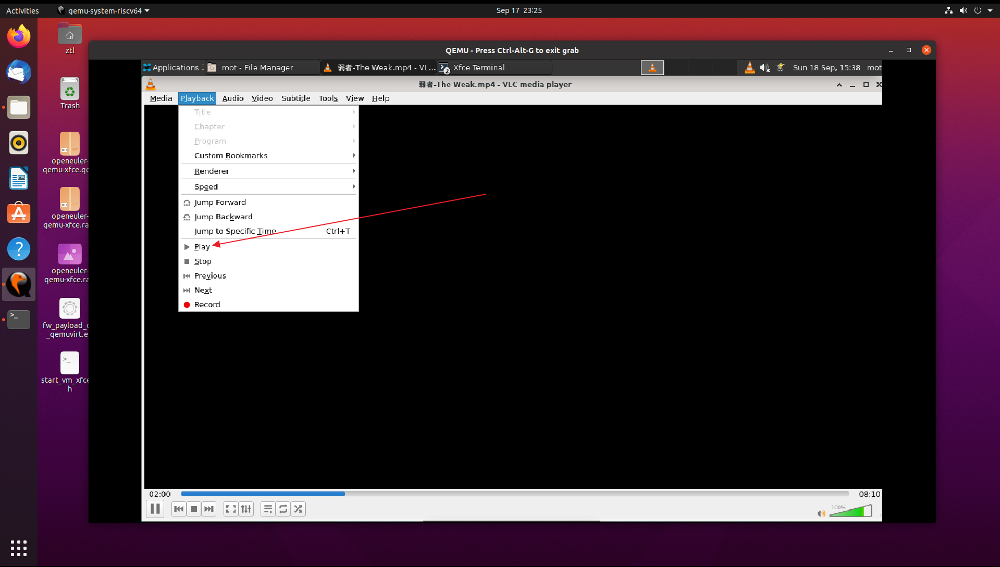 Activities
qemu-system-riscv64
Sep 17 23:25
ztl
Trash
openeuler-
qemu-xfce.qc
openeuler-
qemu-xfce.ra
openeuler-
qemu-xfce.ra
fw_payload_o
_qemuvirt.e
start_vm_xfce
h
QEMU - Press Ctrl-Alt-G to exit grab
Applications
root - File Manager
弱者-The Weak.mp4 - VL...
2
Xfce Terminal
Sun 18 Sep, 15:38
root
弱者-The Weak.mp4 - VLC media player
Media Playback Audio Video Subtitle Tools View Help
Title
Chapter
Program
Custom Bookmarks
Renderer
Speed
Jump Forward
Jump Backward
Jump to Specific Time Ctrl+T
Play
Stop
Previous
Next
Record
02:00
08:10
100%